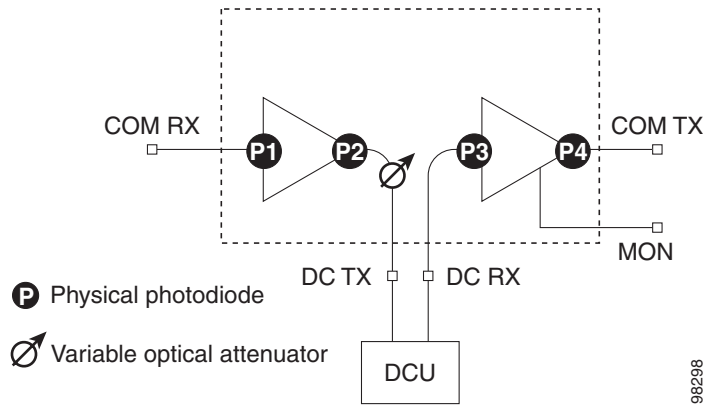 COM RX
P1
P2
P3
P4
COM TX
MON
DC TX
DC RX
P Physical photodiode
Variable optical attenuator
DCU
98298